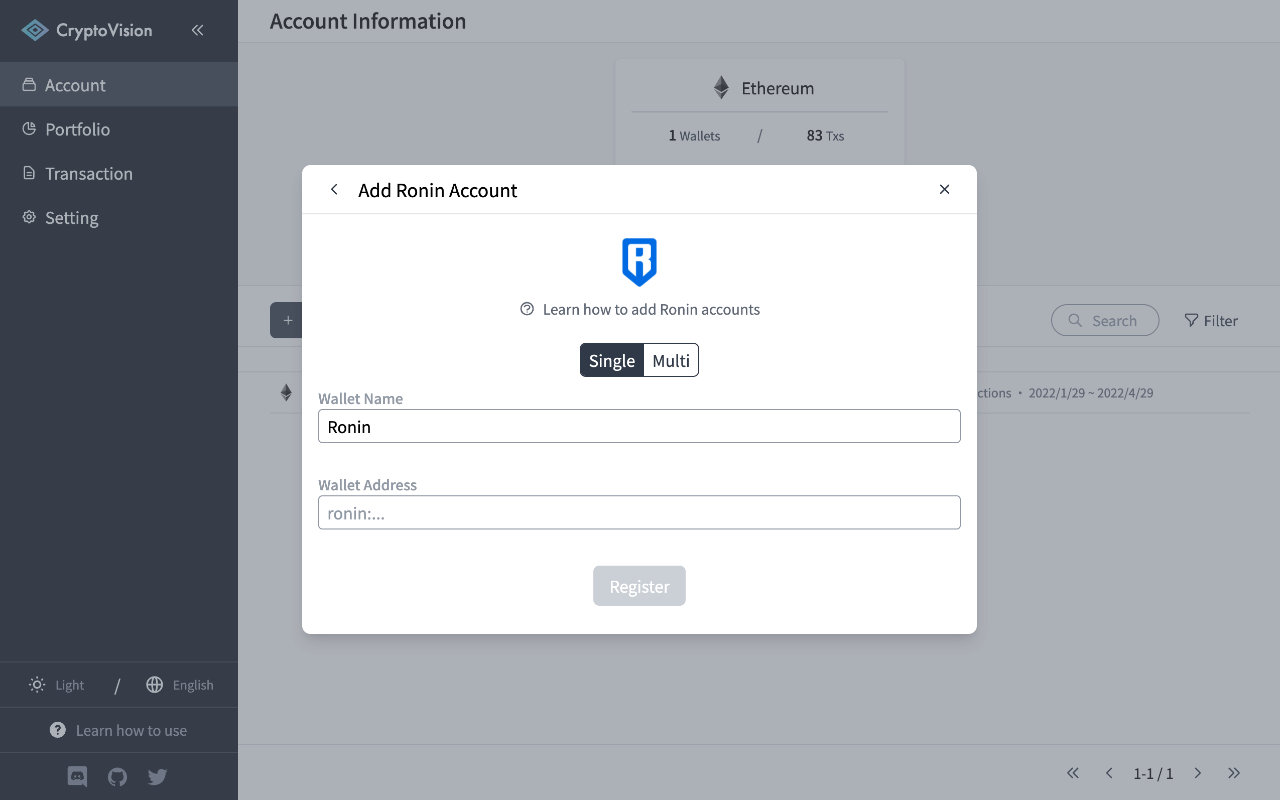 CryptoVision
Account
Portfolio
Transaction
Setting
Light / English
Learn how to use
Account Information
Ethereum
1 Wallets / 83 Txs
+
Search
Filter
ctions・2022/1/29 ~ 2022/4/29
1-1 / 1
Add Ronin Account
Learn how to add Ronin accounts
Single Multi
Wallet Name
Ronin
Wallet Address
ronin:...
Register